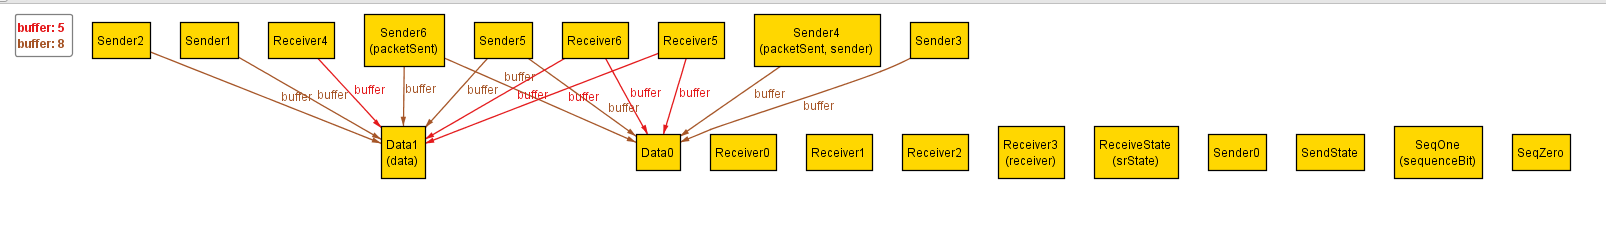 buffer: 5
buffer: 8
Sender2
Sender1
Receiver4
Sender6
(packetSent)
Sender5
Receiver6
Receiver5
Sender4
(packetSent, sender)
Sender3
buffer
buffer
buffer
buffer
buffer
buffer
buffer
buffer
buffer
buffer
buffer
buffer
buffer
Data1
(data)
Data0
Receiver0
Receiver1
Receiver2
Receiver3
(receiver)
ReceiveState
(srState)
Sender0
SendState
SeqOne
(sequenceBit)
SeqZero